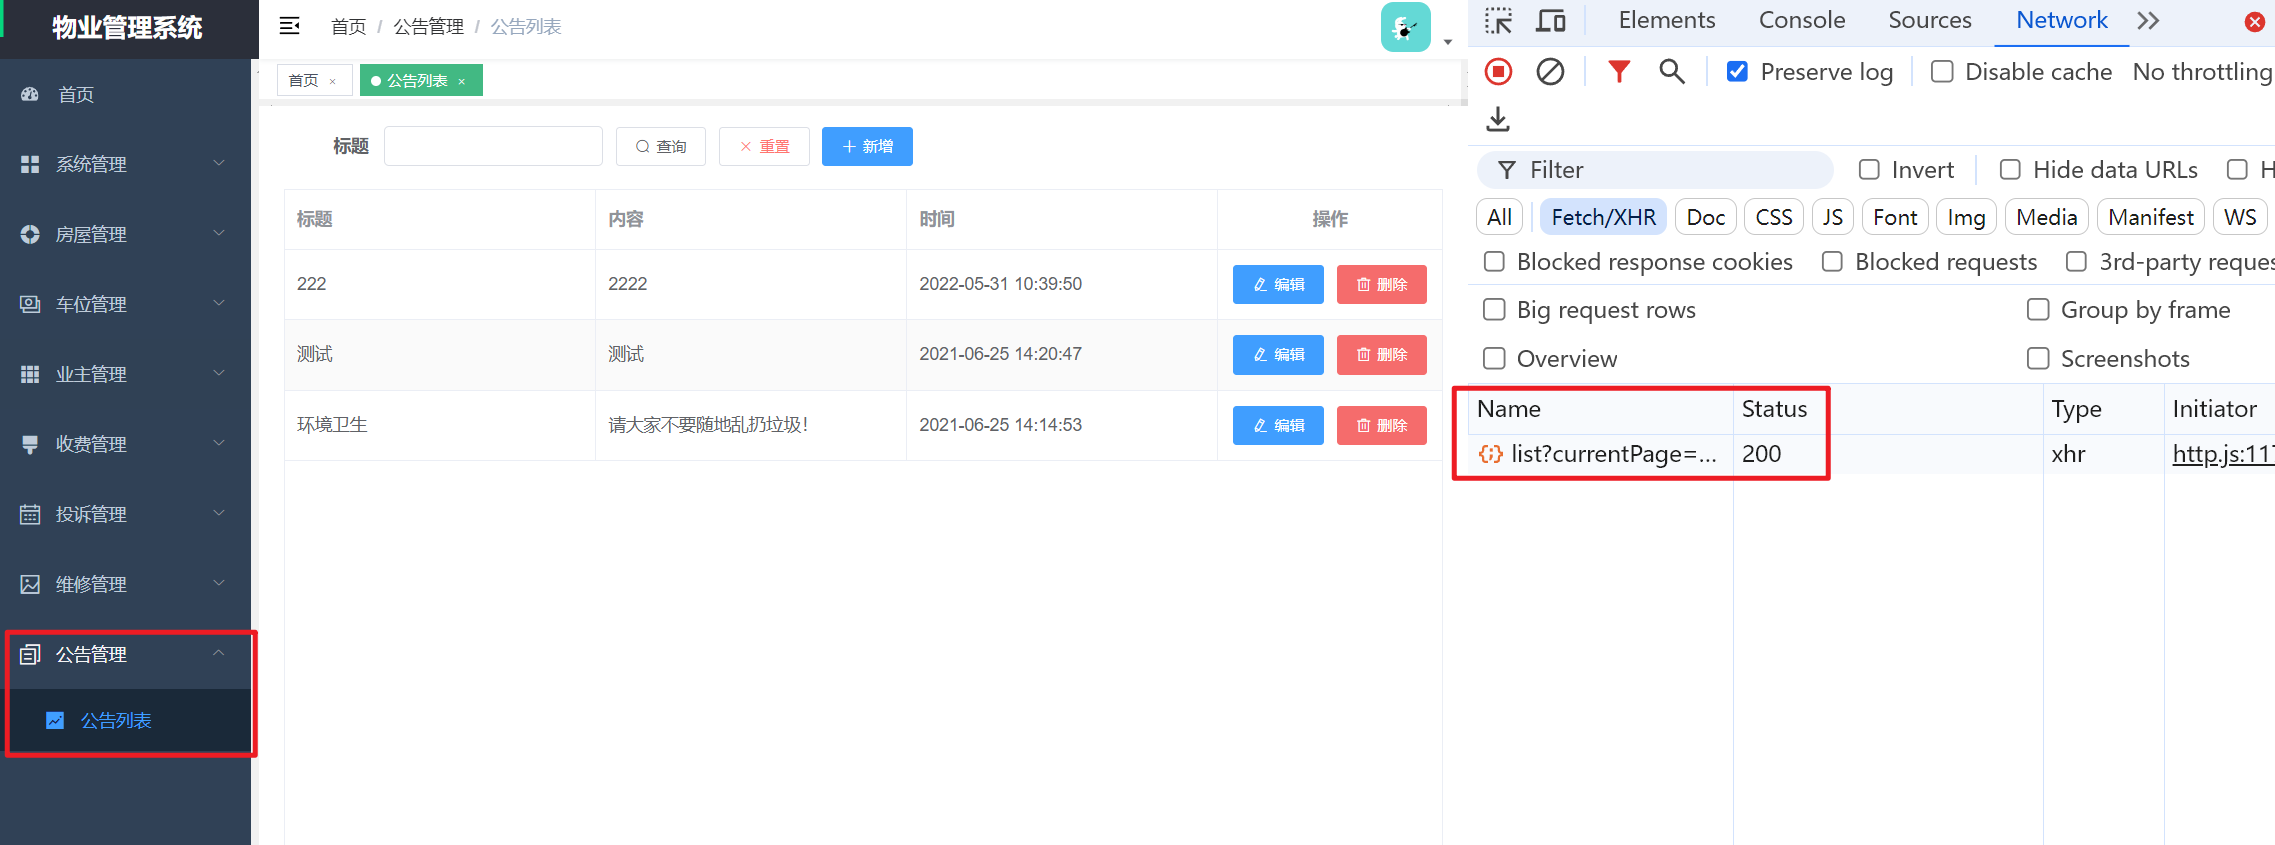 物业管理系统
首页
系统管理
房屋管理
车位管理
业主管理
收费管理
投诉管理
维修管理
公告管理
公告列表
首页 / 公告管理 / 公告列表
首页 × 公告列表 ×
标题 查询 重置 新增
标题 内容 时间 操作
222 2222 2022-05-31 10:39:50 编辑 删除
测试 测试 2021-06-25 14:20:47 编辑 删除
环境卫生 请大家不要随地乱扔垃圾！ 2021-06-25 14:14:53 编辑 删除
Elements Console Sources Network
Preserve log Disable cache No throttling
Filter Invert Hide data URLs H
All Fetch/XHR Doc CSS JS Font Img Media Manifest WS
Blocked response cookies Blocked requests 3rd-party reques
Big request rows Group by frame
Overview Screenshots
Name Status Type Initiator
list?currentPage=... 200 xhr http.js:117